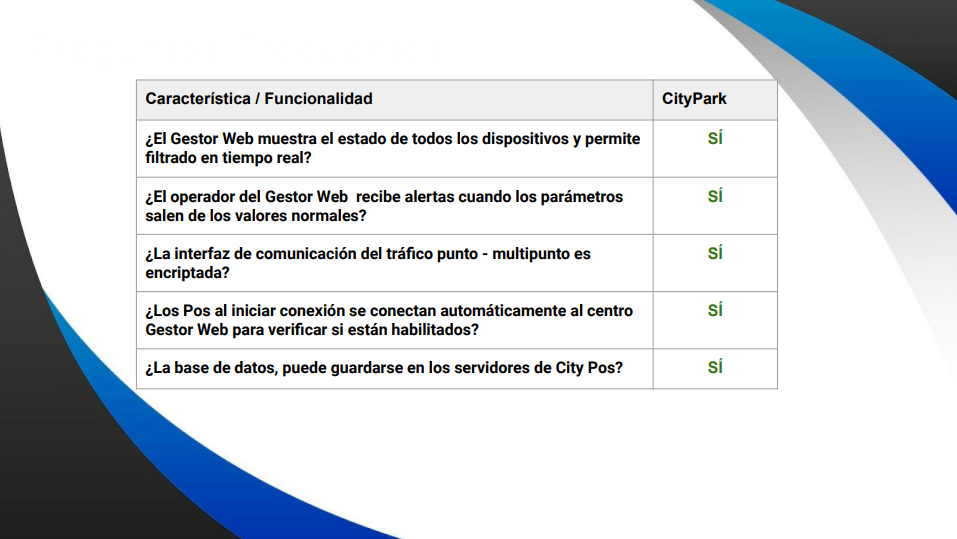 Característica / Funcionalidad
CityPark
¿El Gestor Web muestra el estado de todos los dispositivos y permite
filtrado en tiempo real?
SÍ
¿El operador del Gestor Web  recibe alertas cuando los parámetros
salen de los valores normales?
SÍ
¿La interfaz de comunicación del tráfico punto - multipunto es
encriptada?
SÍ
¿Los Pos al iniciar conexión se conectan automáticamente al centro
Gestor Web para verificar si están habilitados?
SÍ
¿La base de datos, puede guardarse en los servidores de City Pos?
SÍ